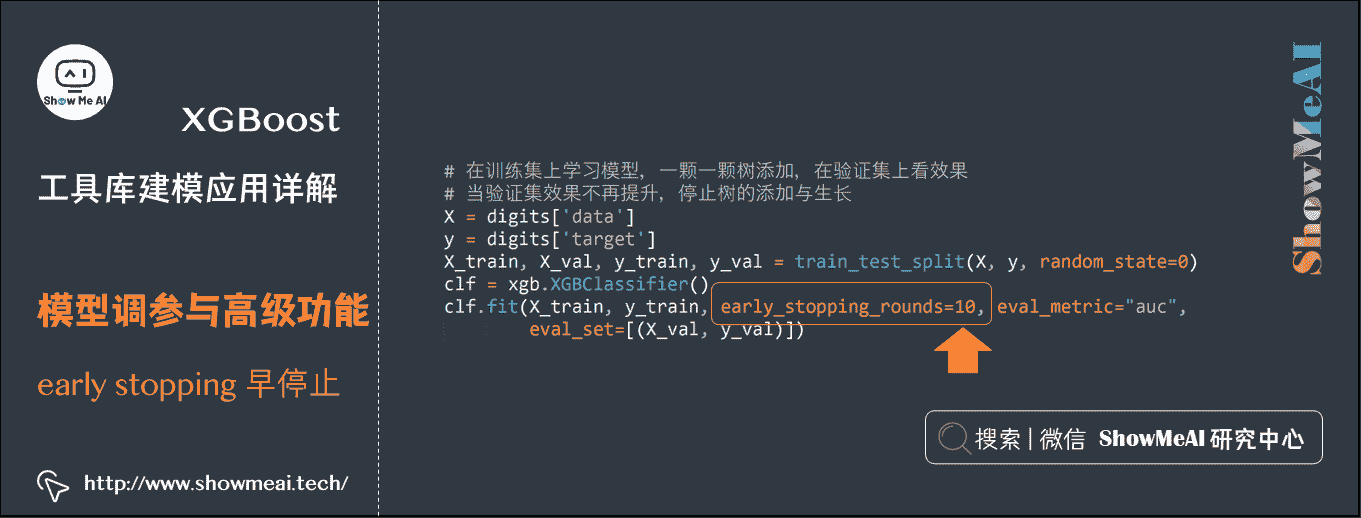 Show Me AI
XGBoost
工具库建模应用详解
模型调参与高级功能
early stopping 早停止
http://www.showmeai.tech/
# 在训练集上学习模型, 一颗一颗树添加, 在验证集上看效果
# 当验证集效果不再提升, 停止树的添加与生长
X = digits['data']
y = digits['target']
X_train, X_val, y_train, y_val = train_test_split(X, y, random_state=0)
clf = xgb.XGBClassifier()
clf.fit(X_train, y_train, early_stopping_rounds=10, eval_metric="auc",
eval_set=[(X_val, y_val)])
搜索 | 微信 ShowMeAI 研究中心
ShowMeAI